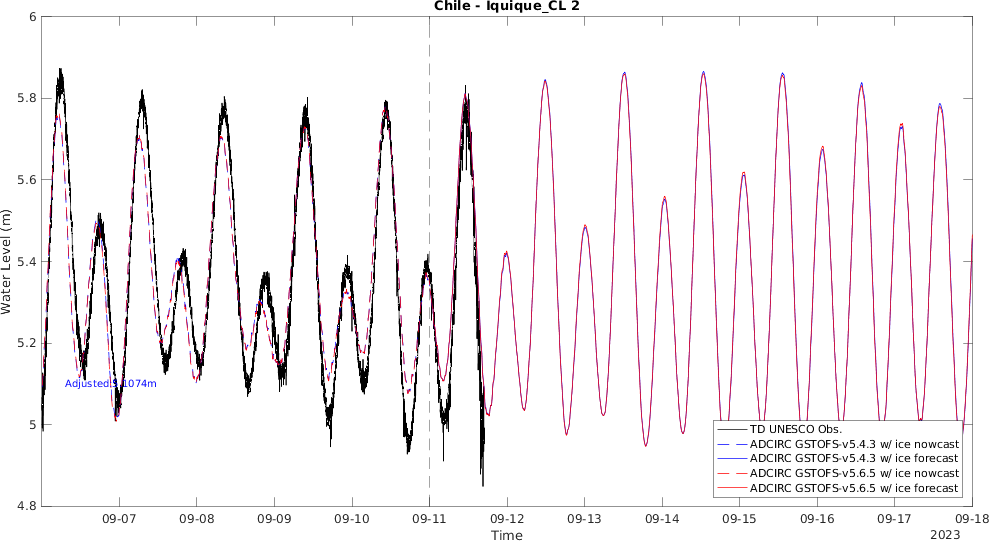 Chile - Iquique_CL 2
6
5.8
5.6
5.4
5.2
5
4.8
Water Level (m)
09-07
09-08
09-09
09-10
09-11
09-12
09-13
09-14
09-15
09-16
09-17
09-18
Time
2023
TD UNESCO Obs.
ADCIRC GSTOFS-v5.4.3 w/ ice nowcast
ADCIRC GSTOFS-v5.4.3 w/ ice forecast
ADCIRC GSTOFS-v5.6.5 w/ ice nowcast
ADCIRC GSTOFS-v5.6.5 w/ ice forecast